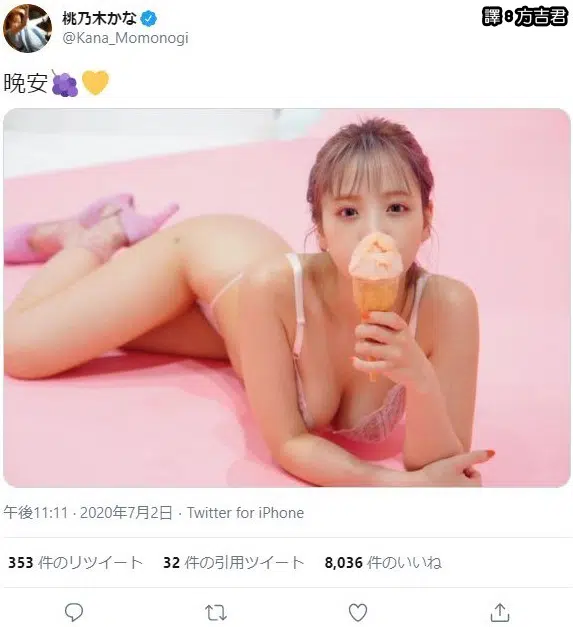 桃乃木かな
譯 方吉君
@Kana_Momonogi
晚安🍇💛
午後11:11 · 2020年7月2日 · Twitter for iPhone
353 件のリツイート 32 件の引用ツイート 8,036 件のいいね